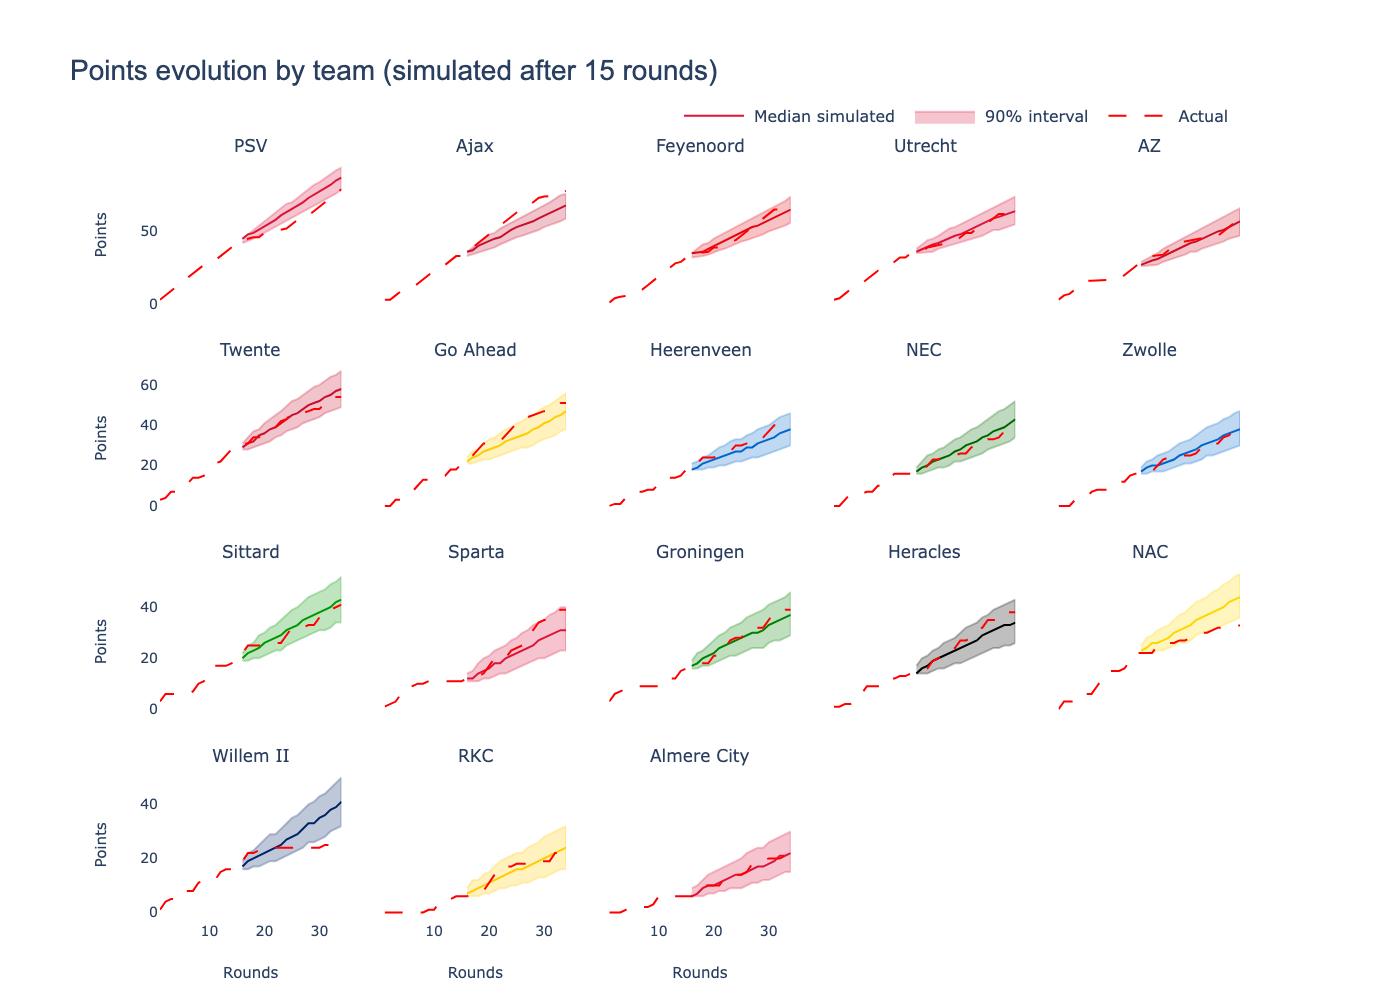 Points evolution by team (simulated after 15 rounds)
Median simulated 90% interval Actual
PSV Ajax Feyenoord Utrecht AZ
Points
50
0
Twente Go Ahead Heerenveen NEC Zwolle
Points
60
40
20
0
Sittard Sparta Groningen Heracles NAC
Points
40
20
0
Willem II RKC Almere City
Points
40
20
0
10 20 30 10 20 30 10 20 30
Rounds Rounds Rounds